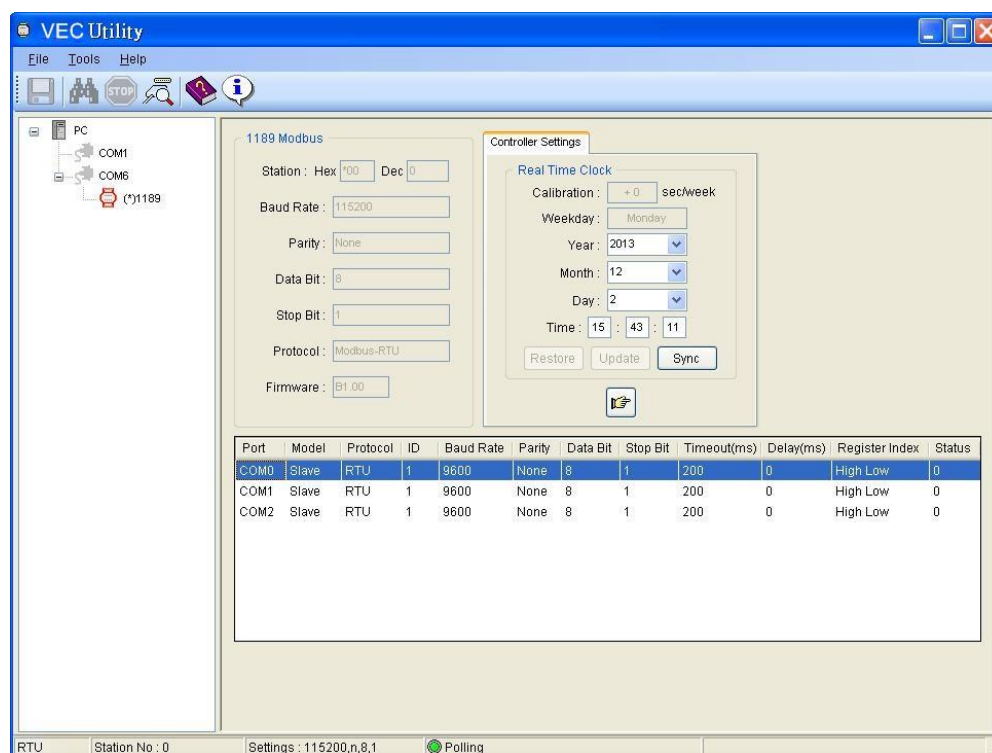 VEC Utility
File Tools Help
STOP
PC
COM1
COM6
(*)1189
1189 Modbus
Station : Hex *00 Dec 0
Baud Rate : 115200
Parity : None
Data Bit : 8
Stop Bit : 1
Protocol : Modbus-RTU
Firmware : B1.00
Controller Settings
Real Time Clock
Calibration : + 0 sec/week
Weekday : Monday
Year : 2013
Month : 12
Day : 2
Time : 15 : 43 : 11
Restore Update Sync
Port Model Protocol ID Baud Rate Parity Data Bit Stop Bit Timeout(ms) Delay(ms) Register Index Status
COM0 Slave RTU 1 9600 None 8 1 200 0 High Low 0
COM1 Slave RTU 1 9600 None 8 1 200 0 High Low 0
COM2 Slave RTU 1 9600 None 8 1 200 0 High Low 0
RTU Station No : 0 Settings : 115200,n,8,1 Polling